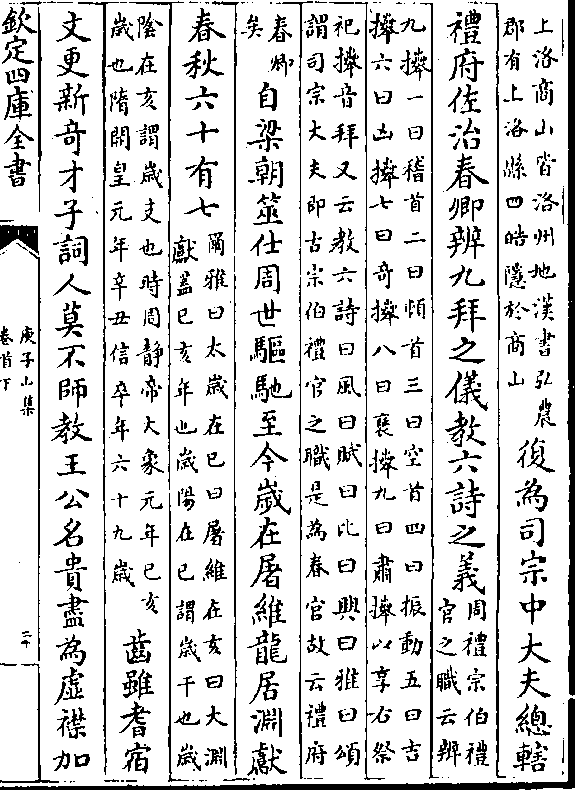 上洛商山皆洛州地漢書弘農
郡有上洛縣四皓隱於商山
復為司宗中大夫總轄
禮府佐治春卿辨九拜之儀教六詩之義
周禮宗伯禮
官之職云辨
九𢷎一曰稽首二曰頓首三曰空首四曰振動五曰吉
𢷎六曰凶𢷎七曰奇𢷎八曰襃𢷎九曰肅𢷎以享右祭
祀𢷎音拜又云教六詩曰風曰賦曰比曰興曰雅曰頌
謂司宗大夫即古宗伯禮官之職是為春官故云禮府
春卿
矣
自梁朝筮仕周世驅馳至今歲在屠維龍居淵獻
春秋六十有七
爾雅曰太歲在巳曰屠維在亥曰大淵
獻蓋巳亥年也歲陽在巳謂歲干也歲
陰在亥謂歲支也時周靜帝大象元年巳亥
歲也隋開皇元年辛丑信卒年六十九歲
齒雖耆宿
文更新奇才子詞人莫不師教王公名貴盡為虛襟加
欽定四庫全書
庾子山集
卷首下
二十